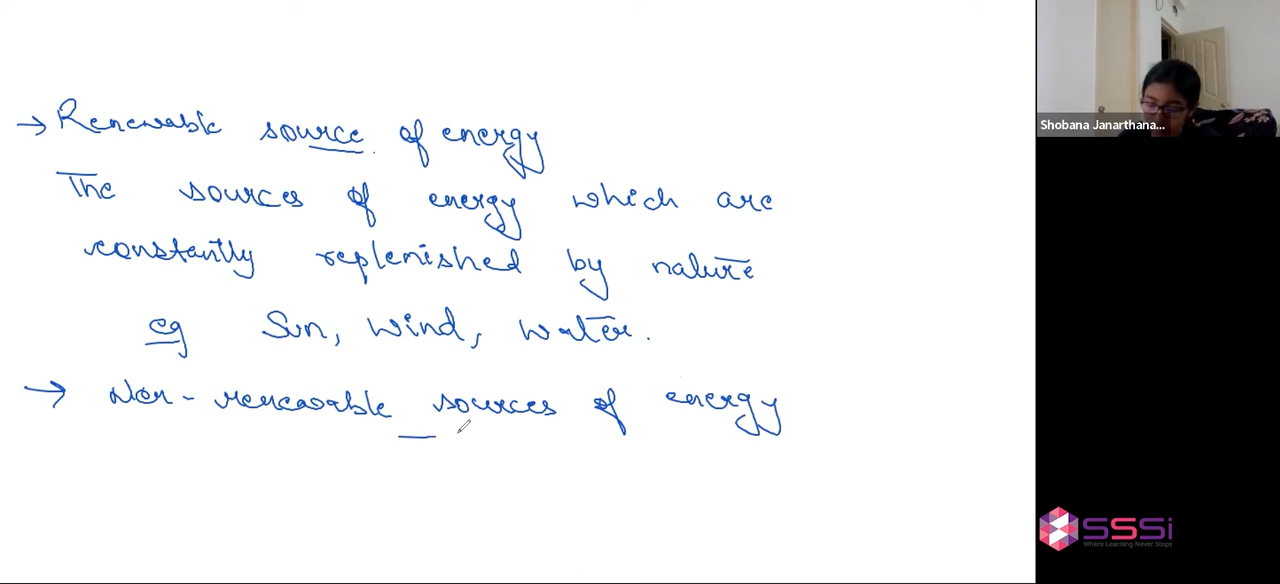 → Renewable source of energy
The sources of energy which are
constantly replenished by nature
eg Sun, Wind, Water.
→ Non-renewable sources of energy
Shobana Janarthana...
SSSi
Where Learning Never Stops